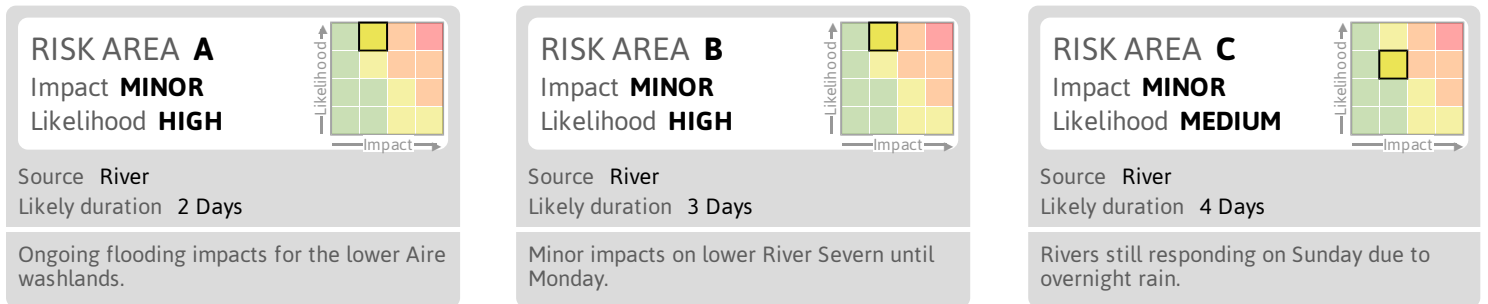 RISK AREA A
Impact MINOR
Likelihood HIGH
Likelihood
Impact
Source River
Likely duration 2 Days
Ongoing flooding impacts for the lower Aire
washlands.
RISK AREA B
Impact MINOR
Likelihood HIGH
Likelihood
Impact
Source River
Likely duration 3 Days
Minor impacts on lower River Severn until
Monday.
RISK AREA C
Impact MINOR
Likelihood MEDIUM
Likelihood
Impact
Source River
Likely duration 4 Days
Rivers still responding on Sunday due to
overnight rain.